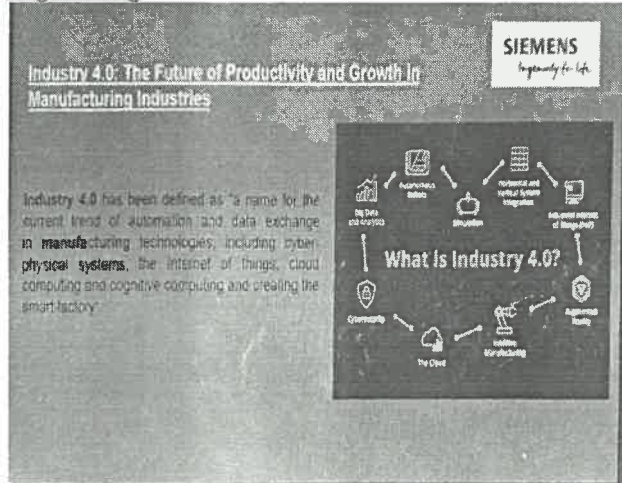 SIEMENS
Ingenuity for life
Industry 4.0: The Future of Productivity and Growth in
Manufacturing Industries
Industry 4.0 has been defined as "a name for the
current trend of automation and data exchange
in manufacturing technologies, including cyber-
physical systems, the internet of things, cloud
computing and cognitive computing and creating the
smart factory"
Autonomous
Robots
Horizontal and
Vertical System
Integration
Big Data
and Analysis
Simulation
Industrial Internet
of Things (IIoT)
What Is Industry 4.0?
Cybersecurity
Augmented
Reality
The Cloud
Additive
Manufacturing